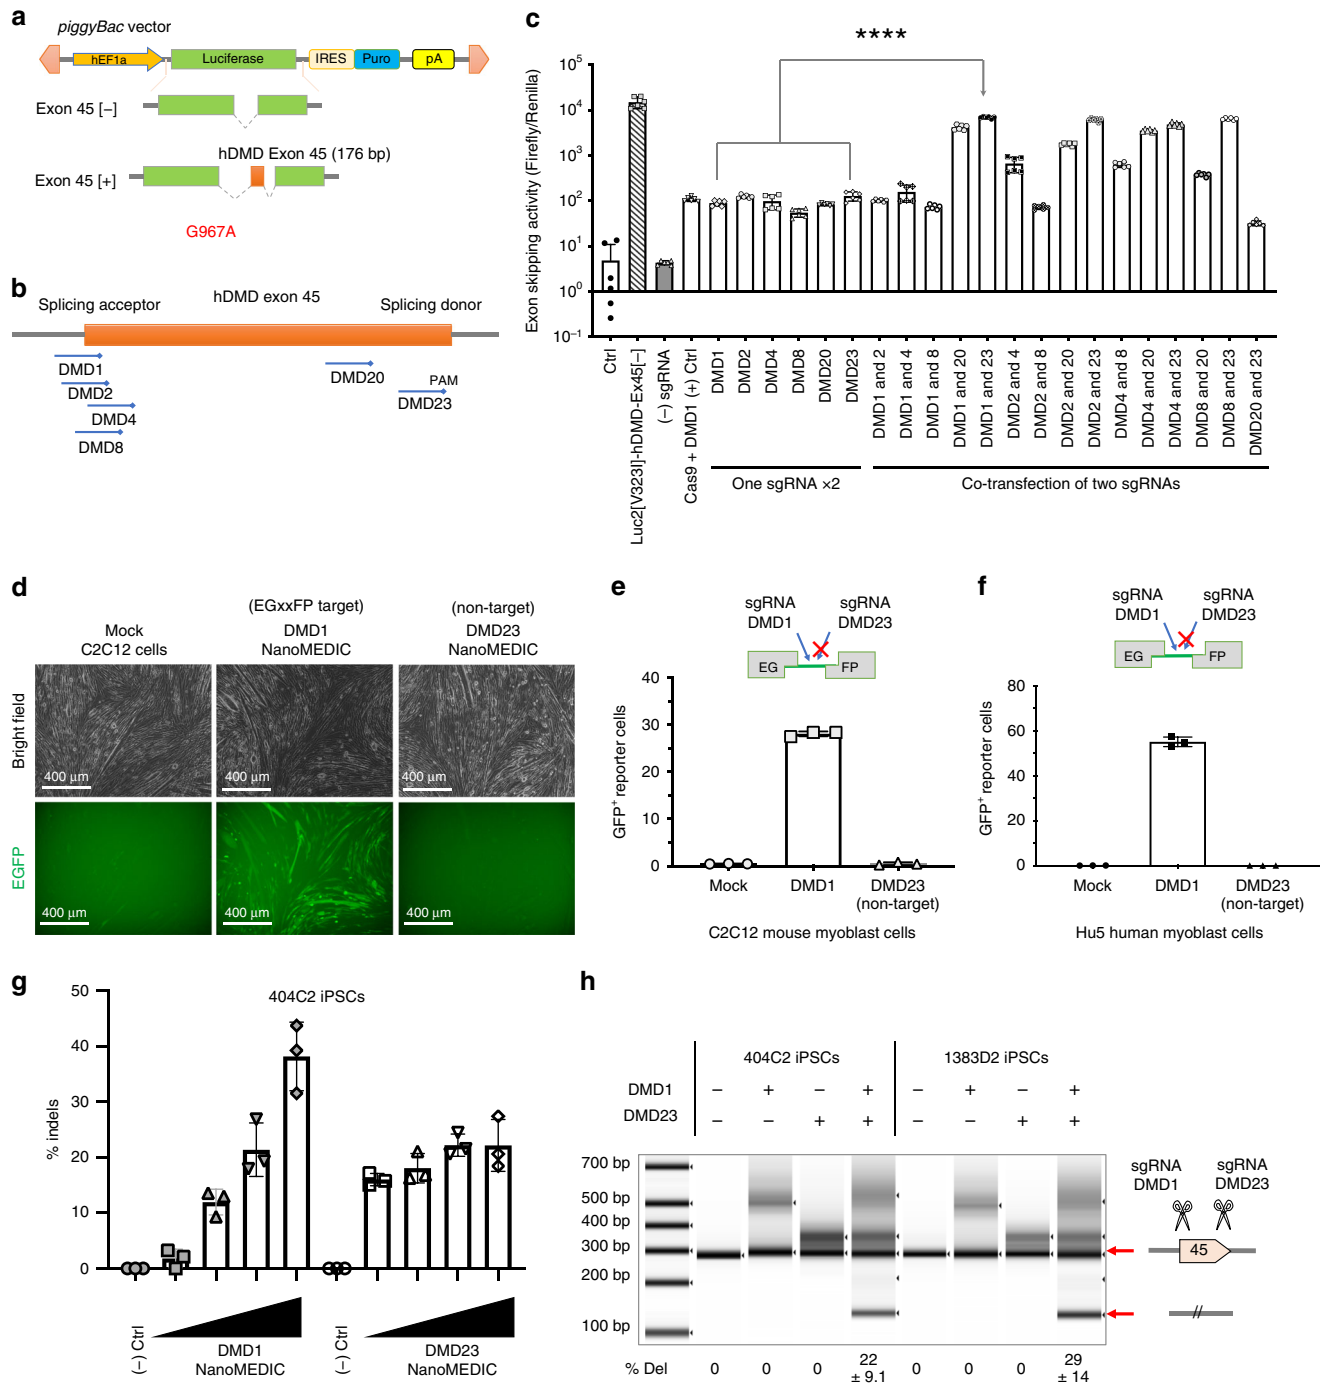 a
piggyBac vector
hEF1a
Luciferase
IRES
Puro
pA
Exon 45 [–]
hDMD Exon 45 (176 bp)
Exon 45 [+]
G967A
b
Splicing acceptor
hDMD exon 45
Splicing donor
DMD1
DMD2
DMD4
DMD8
DMD20
PAM
DMD23
c
****
Exon skipping activity (Firefly/Renilla)
10⁵
10⁴
10³
10²
10¹
10⁰
10⁻¹
Ctrl
Luc2[V323I]-hDMD-Ex45[–]
(–) sgRNA
Cas9 + DMD1 (+) Ctrl
DMD1
DMD2
DMD4
DMD8
DMD20
DMD23
DMD1 and 2
DMD1 and 4
DMD1 and 8
DMD1 and 20
DMD1 and 23
DMD2 and 4
DMD2 and 8
DMD2 and 20
DMD2 and 23
DMD4 and 8
DMD4 and 20
DMD4 and 23
DMD8 and 20
DMD8 and 23
DMD20 and 23
One sgRNA ×2
Co-transfection of two sgRNAs
d
Mock
C2C12 cells
(EGxxFP target)
DMD1
NanoMEDIC
(non-target)
DMD23
NanoMEDIC
Bright field
400 µm
400 µm
400 µm
EGFP
400 µm
400 µm
400 µm
e
sgRNA
DMD1
sgRNA
DMD23
EG
FP
GFP⁺ reporter cells
40
30
20
10
0
Mock
DMD1
DMD23
(non-target)
C2C12 mouse myoblast cells
f
sgRNA
DMD1
sgRNA
DMD23
EG
FP
GFP⁺ reporter cells
80
60
40
20
0
Mock
DMD1
DMD23
(non-target)
Hu5 human myoblast cells
g
404C2 iPSCs
% indels
50
40
30
20
10
0
(–) Ctrl
DMD1
NanoMEDIC
(–) Ctrl
DMD23
NanoMEDIC
h
404C2 iPSCs
1383D2 iPSCs
DMD1 – + – + – + – +
DMD23 – – + + – – + +
700 bp
500 bp
400 bp
300 bp
200 bp
100 bp
sgRNA
DMD1
sgRNA
DMD23
45
//
% Del 0 0 0 22 ± 9.1 0 0 0 29 ± 14